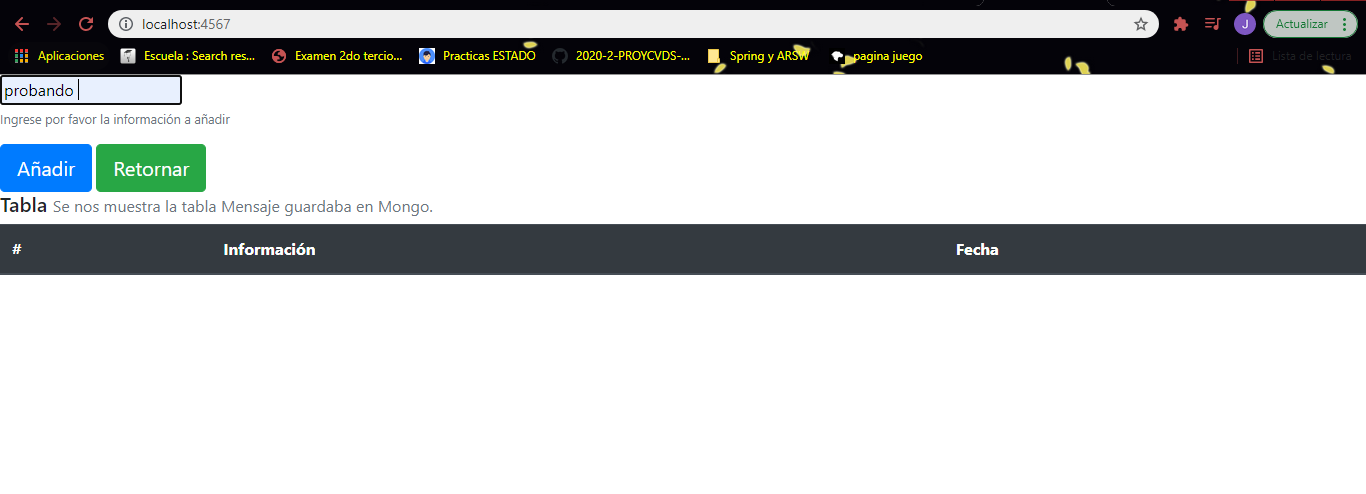 localhost:4567
J
Actualizar
Aplicaciones
Escuela : Search res...
Examen 2do tercio...
Practicas ESTADO
2020-2-PROYCVDS-...
Spring y ARSW
pagina juego
Lista de lectura
probando
Ingrese por favor la información a añadir
Añadir Retornar
Tabla Se nos muestra la tabla Mensaje guardaba en Mongo.
# Información Fecha